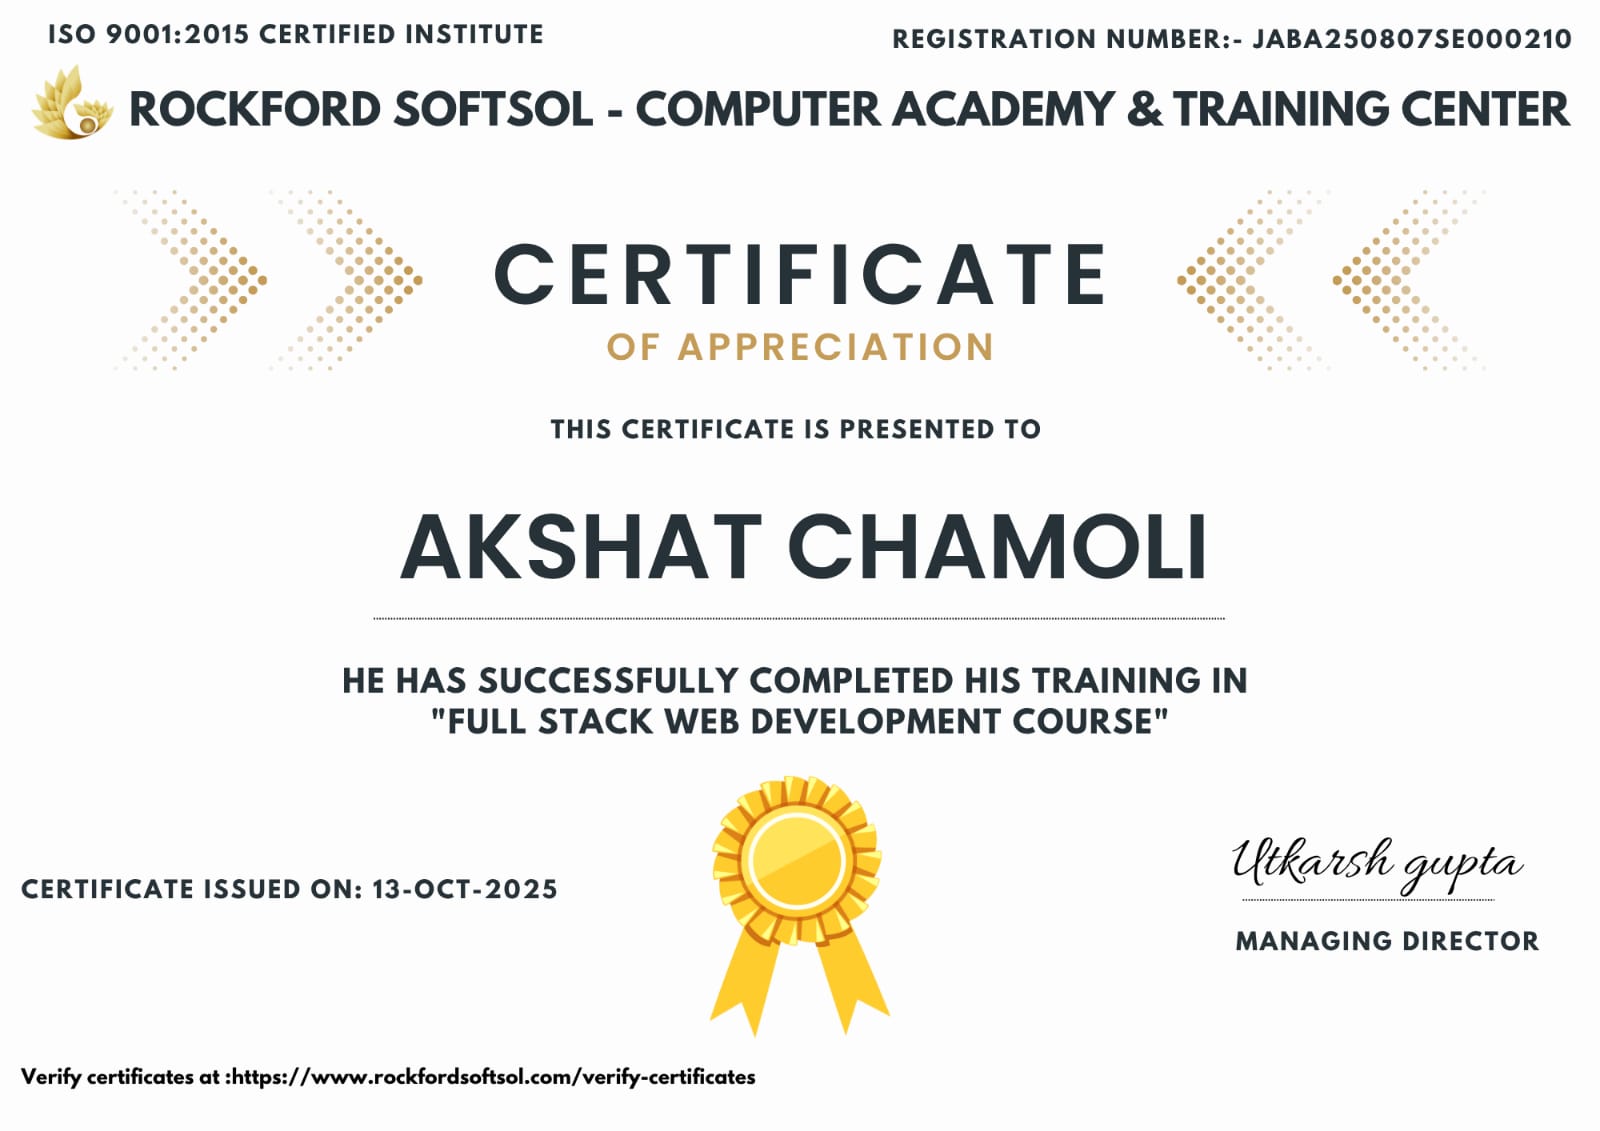 ISO 9001:2015 CERTIFIED INSTITUTE
REGISTRATION NUMBER:- JABA250807SE000210
ROCKFORD SOFTSOL - COMPUTER ACADEMY & TRAINING CENTER
CERTIFICATE
OF APPRECIATION
THIS CERTIFICATE IS PRESENTED TO
AKSHAT CHAMOLI
HE HAS SUCCESSFULLY COMPLETED HIS TRAINING IN
"FULL STACK WEB DEVELOPMENT COURSE"
Utkarsh gupta
CERTIFICATE ISSUED ON: 13-OCT-2025
MANAGING DIRECTOR
Verify certificates at :https://www.rockfordsoftsol.com/verify-certificates